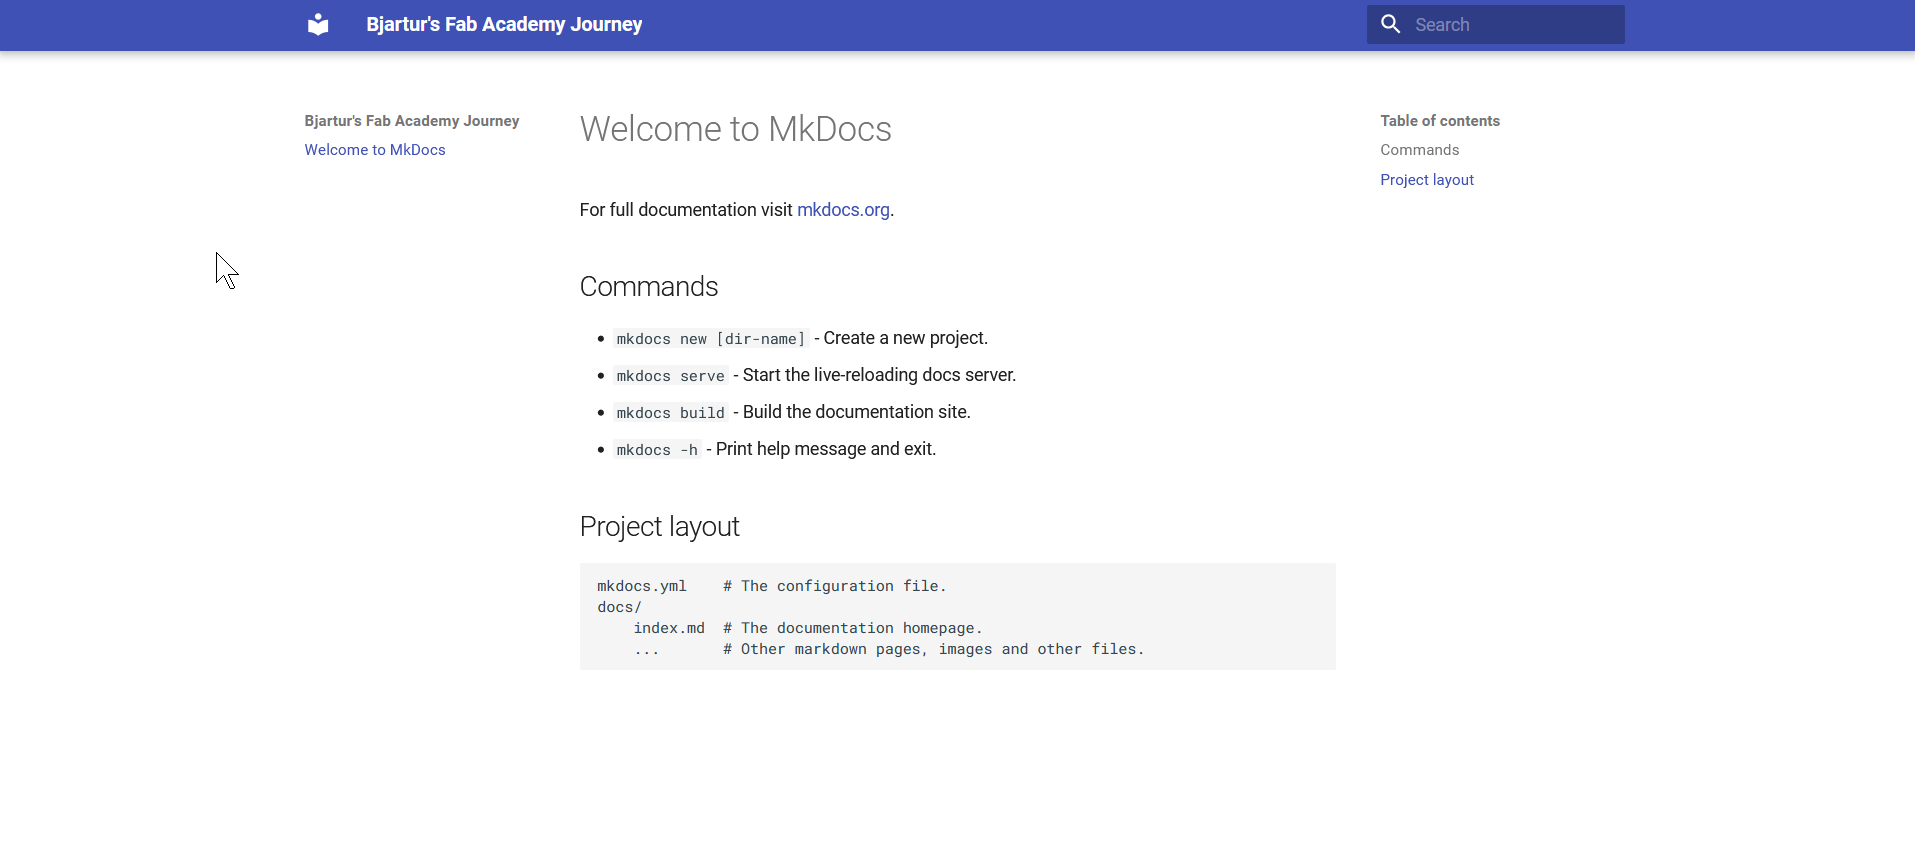 Bjartur's Fab Academy Journey
Search
Bjartur's Fab Academy Journey
Welcome to MkDocs
Welcome to MkDocs
For full documentation visit mkdocs.org.
Commands
mkdocs new [dir-name] - Create a new project.
mkdocs serve - Start the live-reloading docs server.
mkdocs build - Build the documentation site.
mkdocs -h - Print help message and exit.
Project layout
mkdocs.yml    # The configuration file.
docs/
    index.md  # The documentation homepage.
    ...       # Other markdown pages, images and other files.
Table of contents
Commands
Project layout